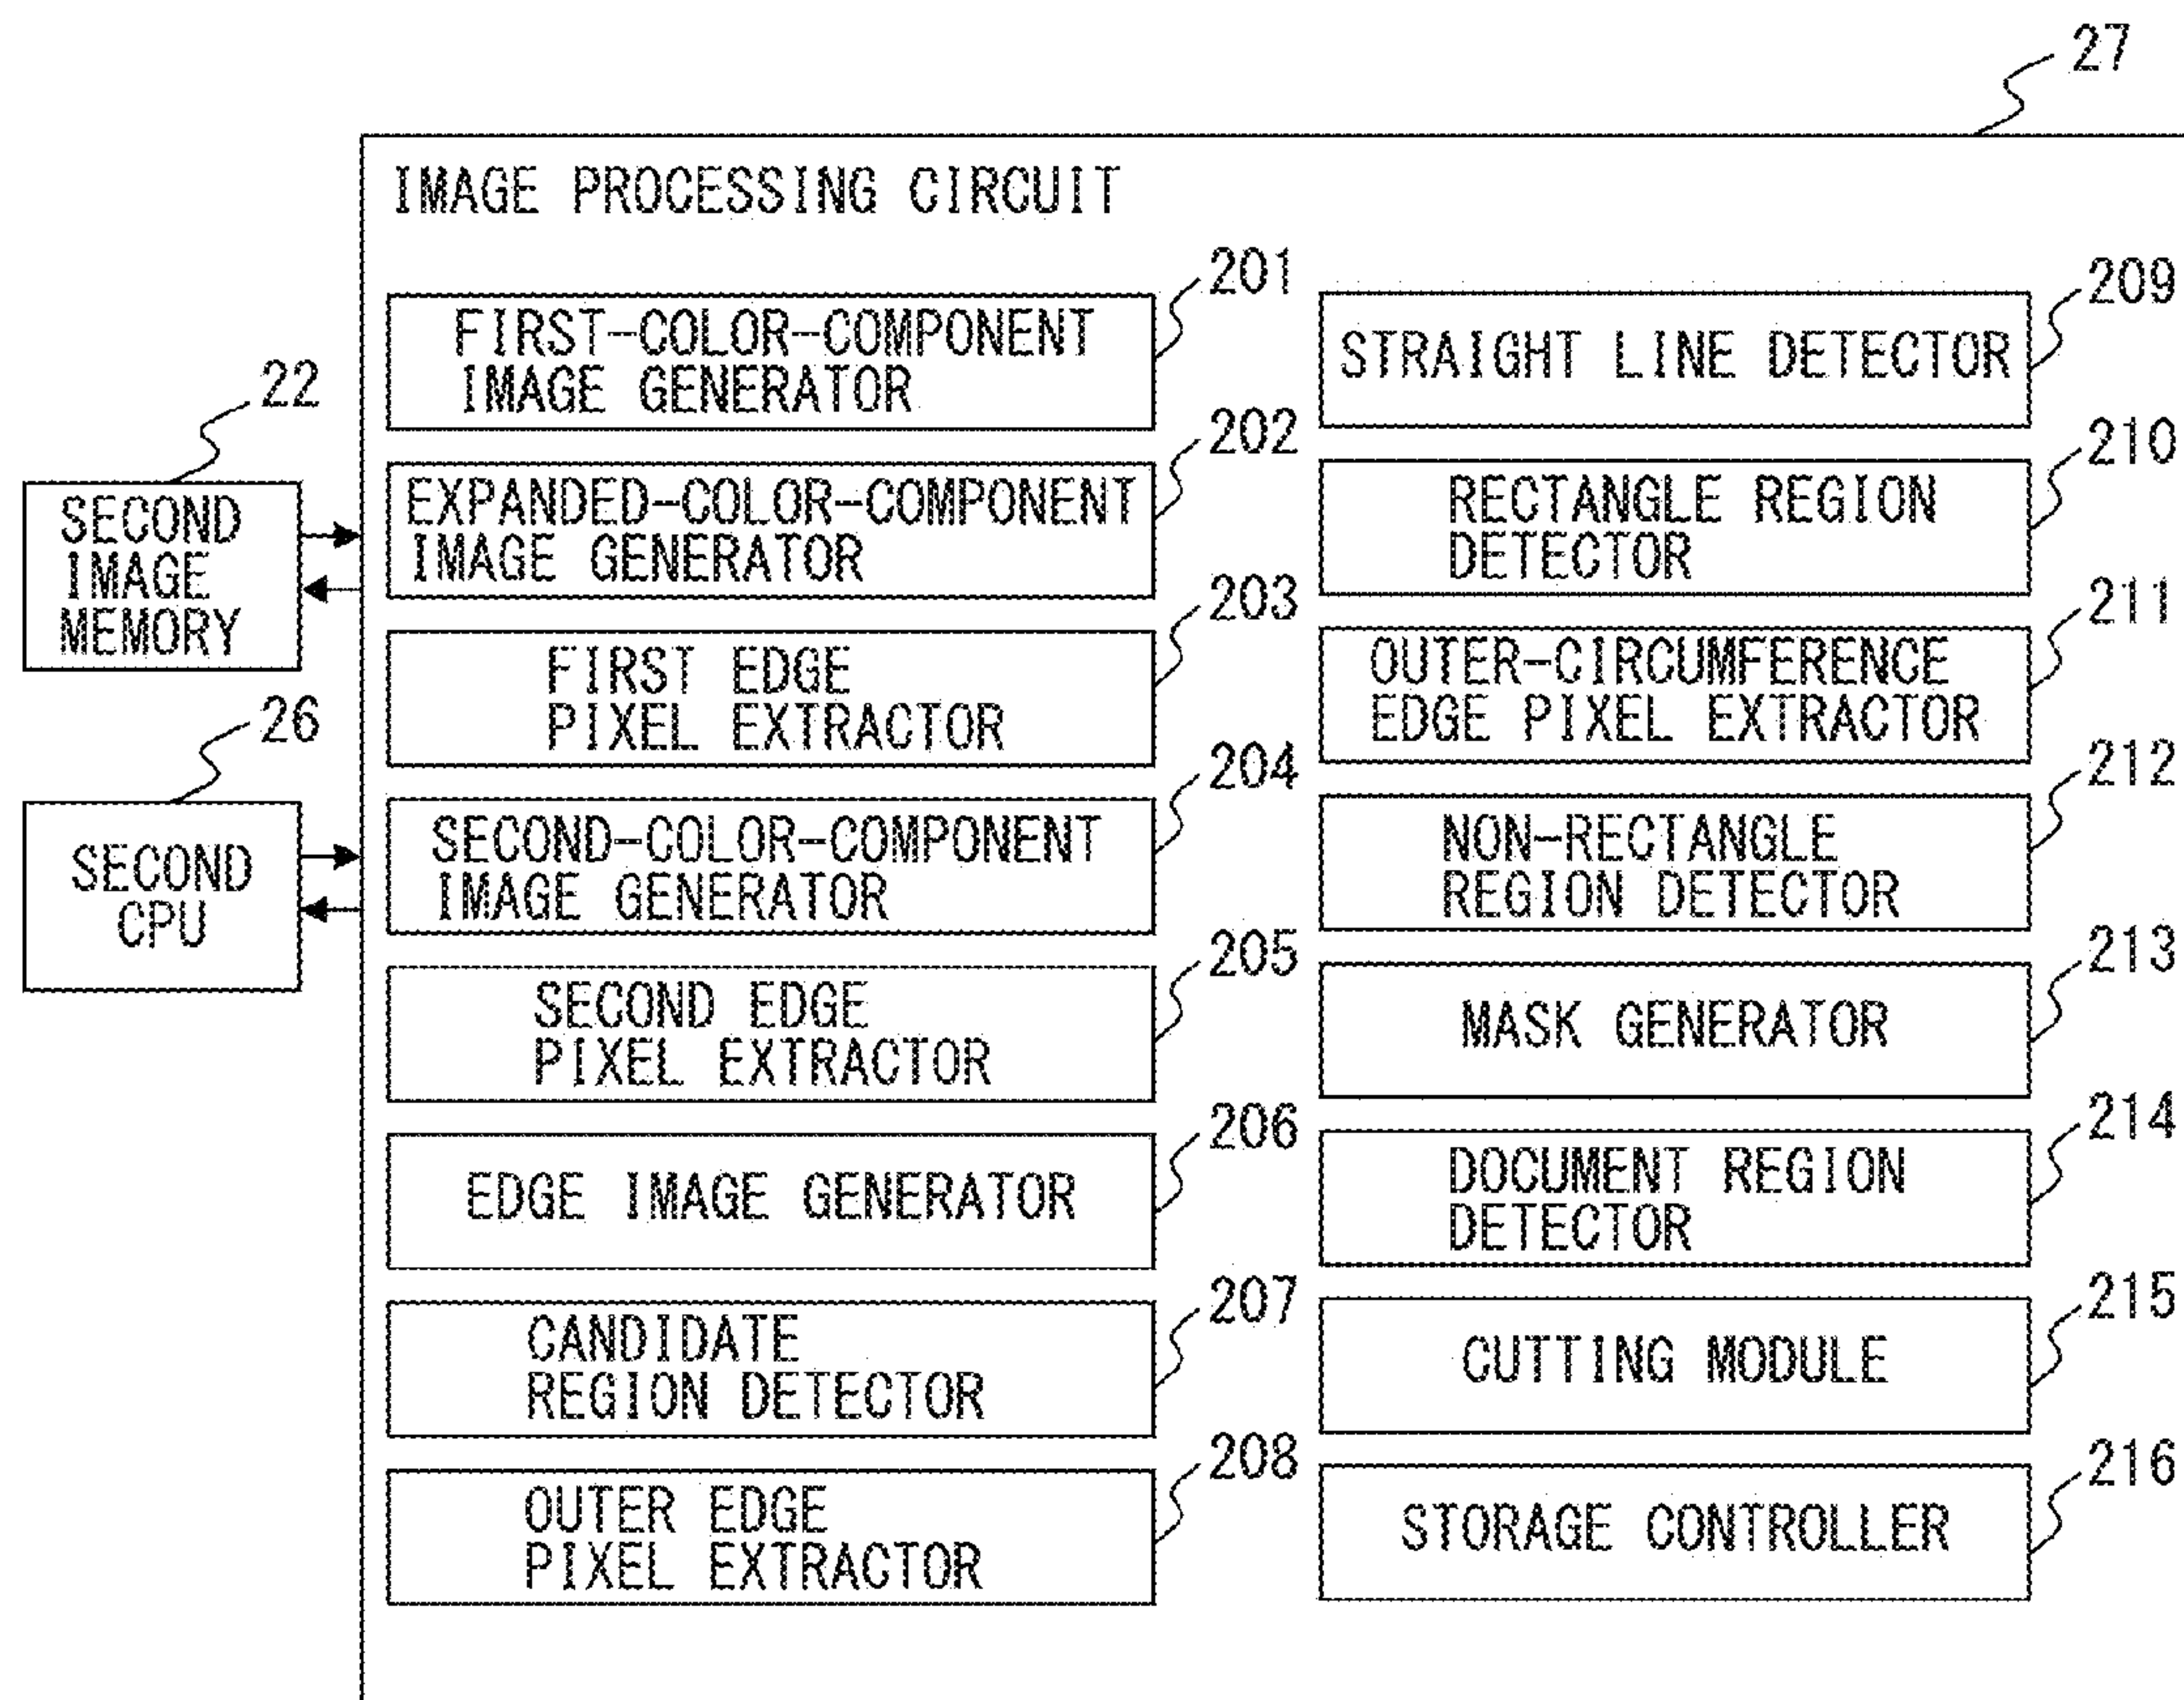 27
IMAGE PROCESSING CIRCUIT
22
SECOND
IMAGE
MEMORY
26
SECOND
CPU
201
FIRST-COLOR-COMPONENT
IMAGE GENERATOR
202
EXPANDED-COLOR-COMPONENT
IMAGE GENERATOR
203
FIRST EDGE
PIXEL EXTRACTOR
204
SECOND-COLOR-COMPONENT
IMAGE GENERATOR
205
SECOND EDGE
PIXEL EXTRACTOR
206
EDGE IMAGE GENERATOR
207
CANDIDATE
REGION DETECTOR
208
OUTER EDGE
PIXEL EXTRACTOR
209
STRAIGHT LINE DETECTOR
210
RECTANGLE REGION
DETECTOR
211
OUTER-CIRCUMFERENCE
EDGE PIXEL EXTRACTOR
212
NON-RECTANGLE
REGION DETECTOR
213
MASK GENERATOR
214
DOCUMENT REGION
DETECTOR
215
CUTTING MODULE
216
STORAGE CONTROLLER